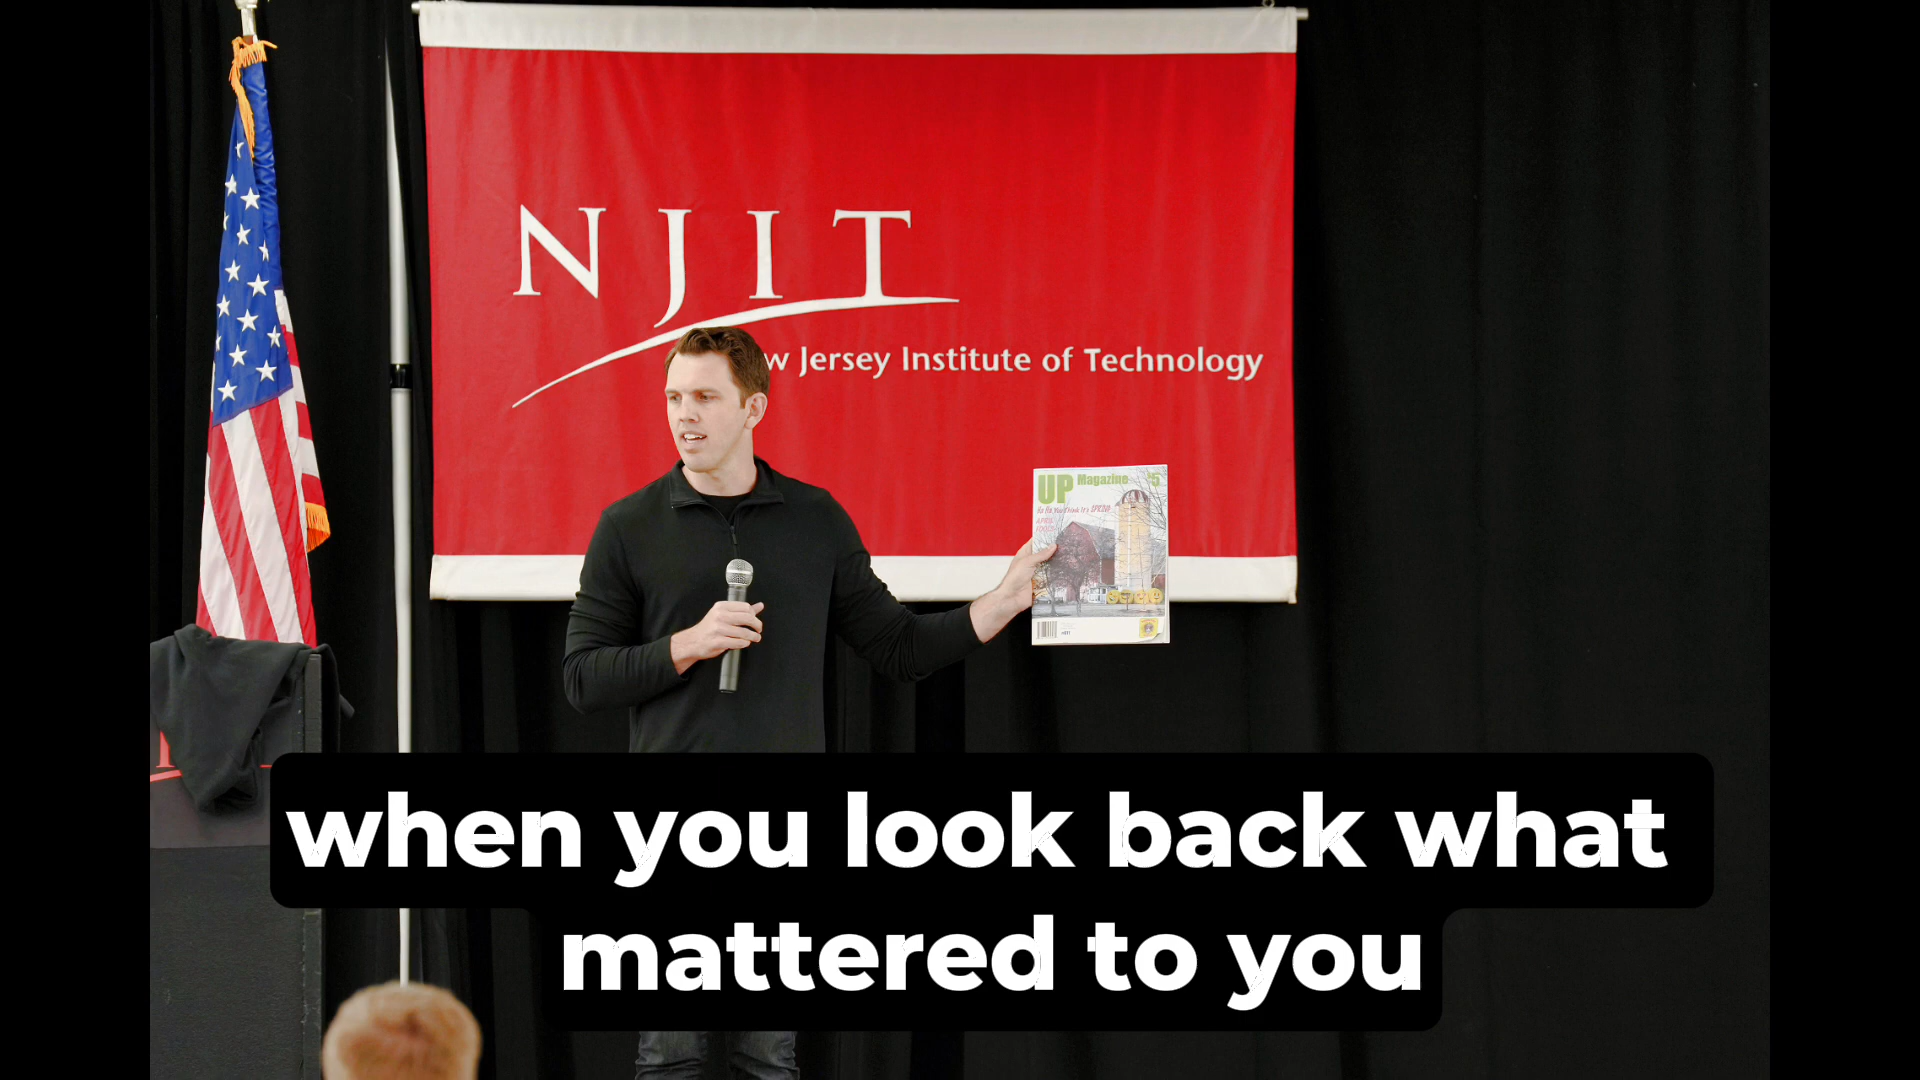 NJIT
w Jersey Institute of Technology
UP Magazine
when you look back what
mattered to you